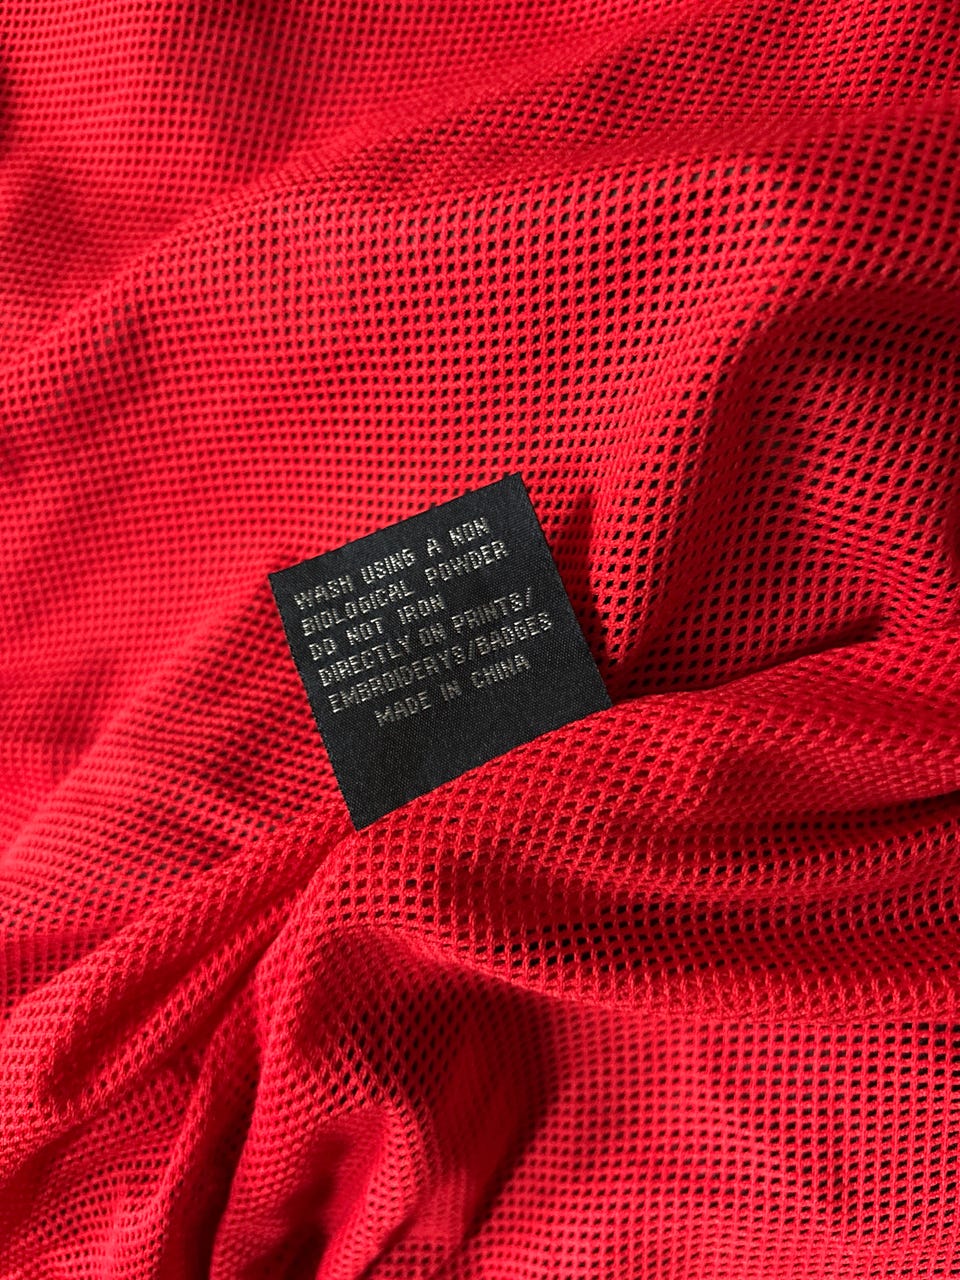 WASH USING A NON
BIOLOGICAL POWDER
DO NOT IRON
DIRECTLY ON PRINTS/
EMBROIDERYS/BADGES
MADE IN CHINA